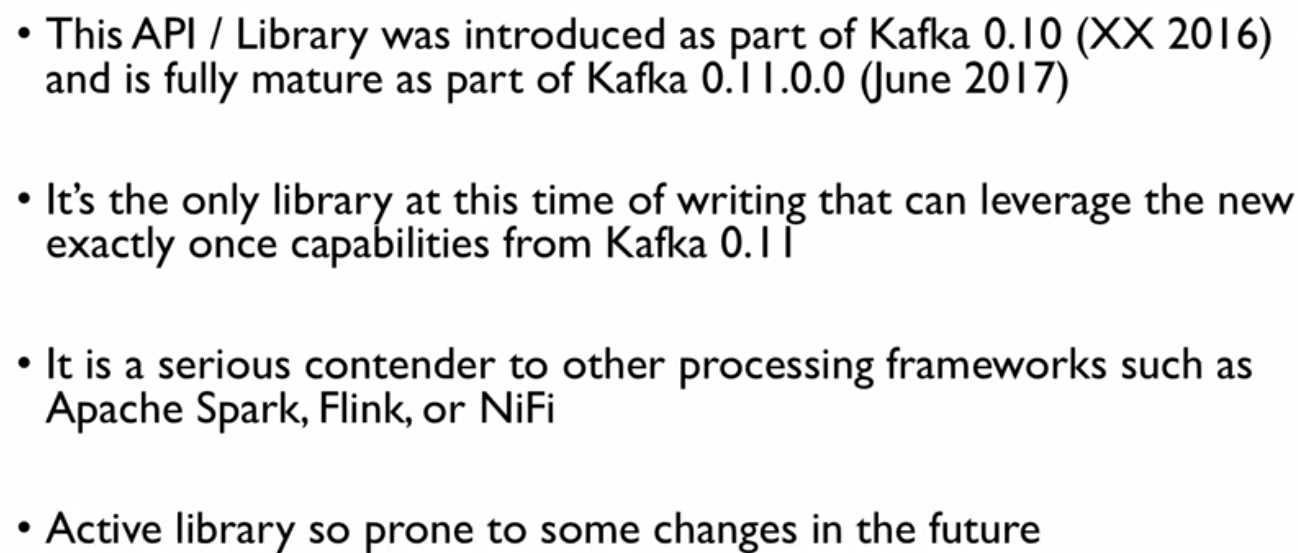 • This API / Library was introduced as part of Kafka 0.10 (XX 2016)
and is fully mature as part of Kafka 0.11.0.0 (June 2017)
• It's the only library at this time of writing that can leverage the new
exactly once capabilities from Kafka 0.11
• It is a serious contender to other processing frameworks such as
Apache Spark, Flink, or NiFi
• Active library so prone to some changes in the future